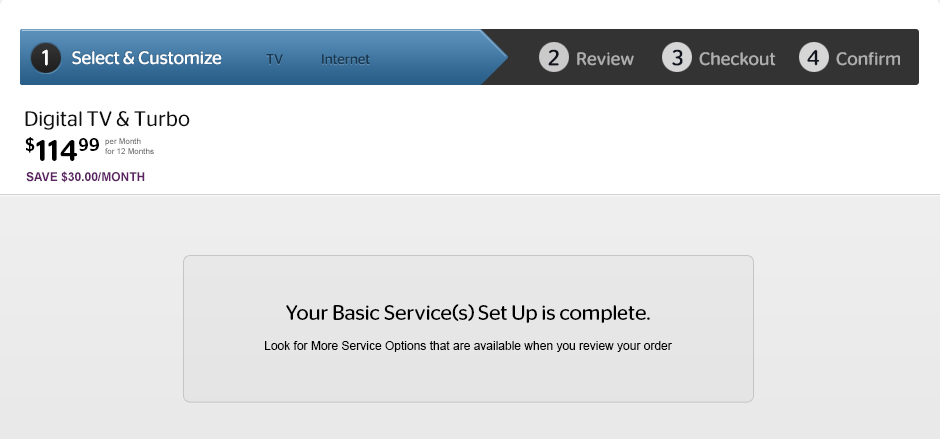 1 Select & Customize TV Internet 2 Review 3 Checkout 4 Confirm
Digital TV & Turbo
$114.99 per Month
for 12 Months
SAVE $30.00/MONTH
Your Basic Service(s) Set Up is complete.
Look for More Service Options that are available when you review your order